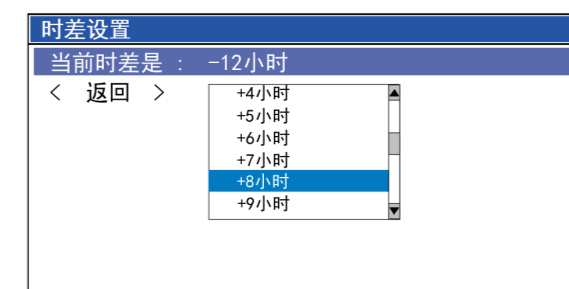 时差设置
当前时差是 : -12小时
< 返回 >
+4小时
+5小时
+6小时
+7小时
+8小时
+9小时